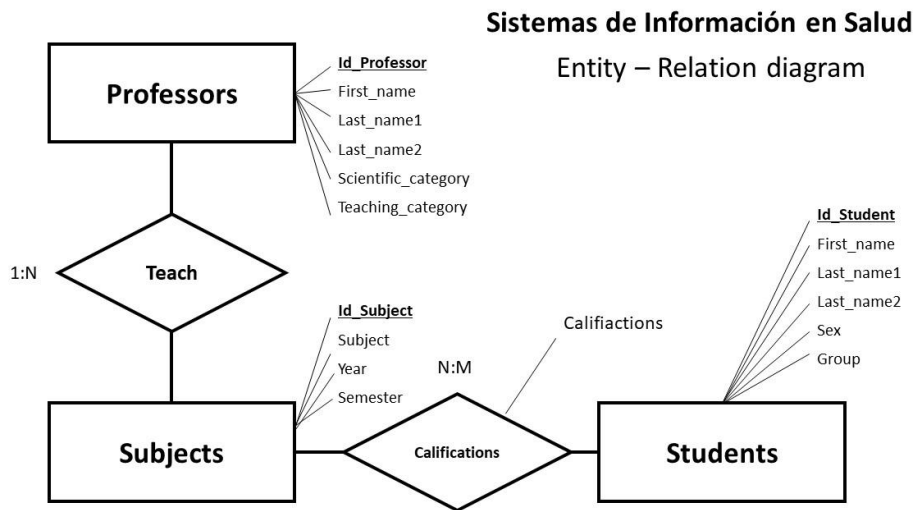 Sistemas de Información en Salud
Entity – Relation diagram
Professors
Id_Professor
First_name
Last_name1
Last_name2
Scientific_category
Teaching_category
1:N
Teach
Id_Subject
Subject
Year
Semester
Subjects
N:M
Califiactions
Califications
Id_Student
First_name
Last_name1
Last_name2
Sex
Group
Students